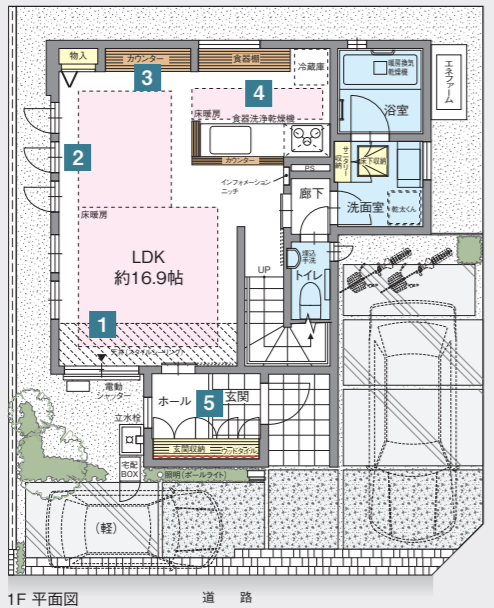 物入
カウンター
食器棚
冷蔵庫
暖房換気
乾燥機
エネファーム
3
4
浴室
床暖房
食器洗浄乾燥機
2
カウンター
サニタリー
収納
床下収納
インフォメーション
ニッチ
PS
廊下
洗面室
乾太くん
床暖房
LDK
約16.9帖
UP
埋込
手洗
トイレ
1
電動
シャッター
ホール
5
玄関
立水栓
玄関収納
ウッドタイル
宅配
BOX
照明(ポールライト)
(軽)
1F 平面図
道 路